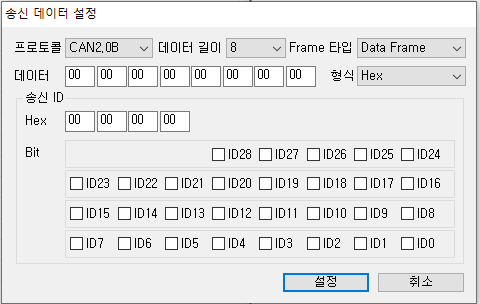 송신 데이터 설정
프로토콜 CAN2,0B 데이터 길이 8 Frame 타입 Data Frame
데이터 00 00 00 00 00 00 00 00 형식 Hex
송신 ID
Hex 00 00 00 00
Bit ID28 ID27 ID26 ID25 ID24
ID23 ID22 ID21 ID20 ID19 ID18 ID17 ID16
ID15 ID14 ID13 ID12 ID11 ID10 ID9 ID8
ID7 ID6 ID5 ID4 ID3 ID2 ID1 ID0
설정 취소